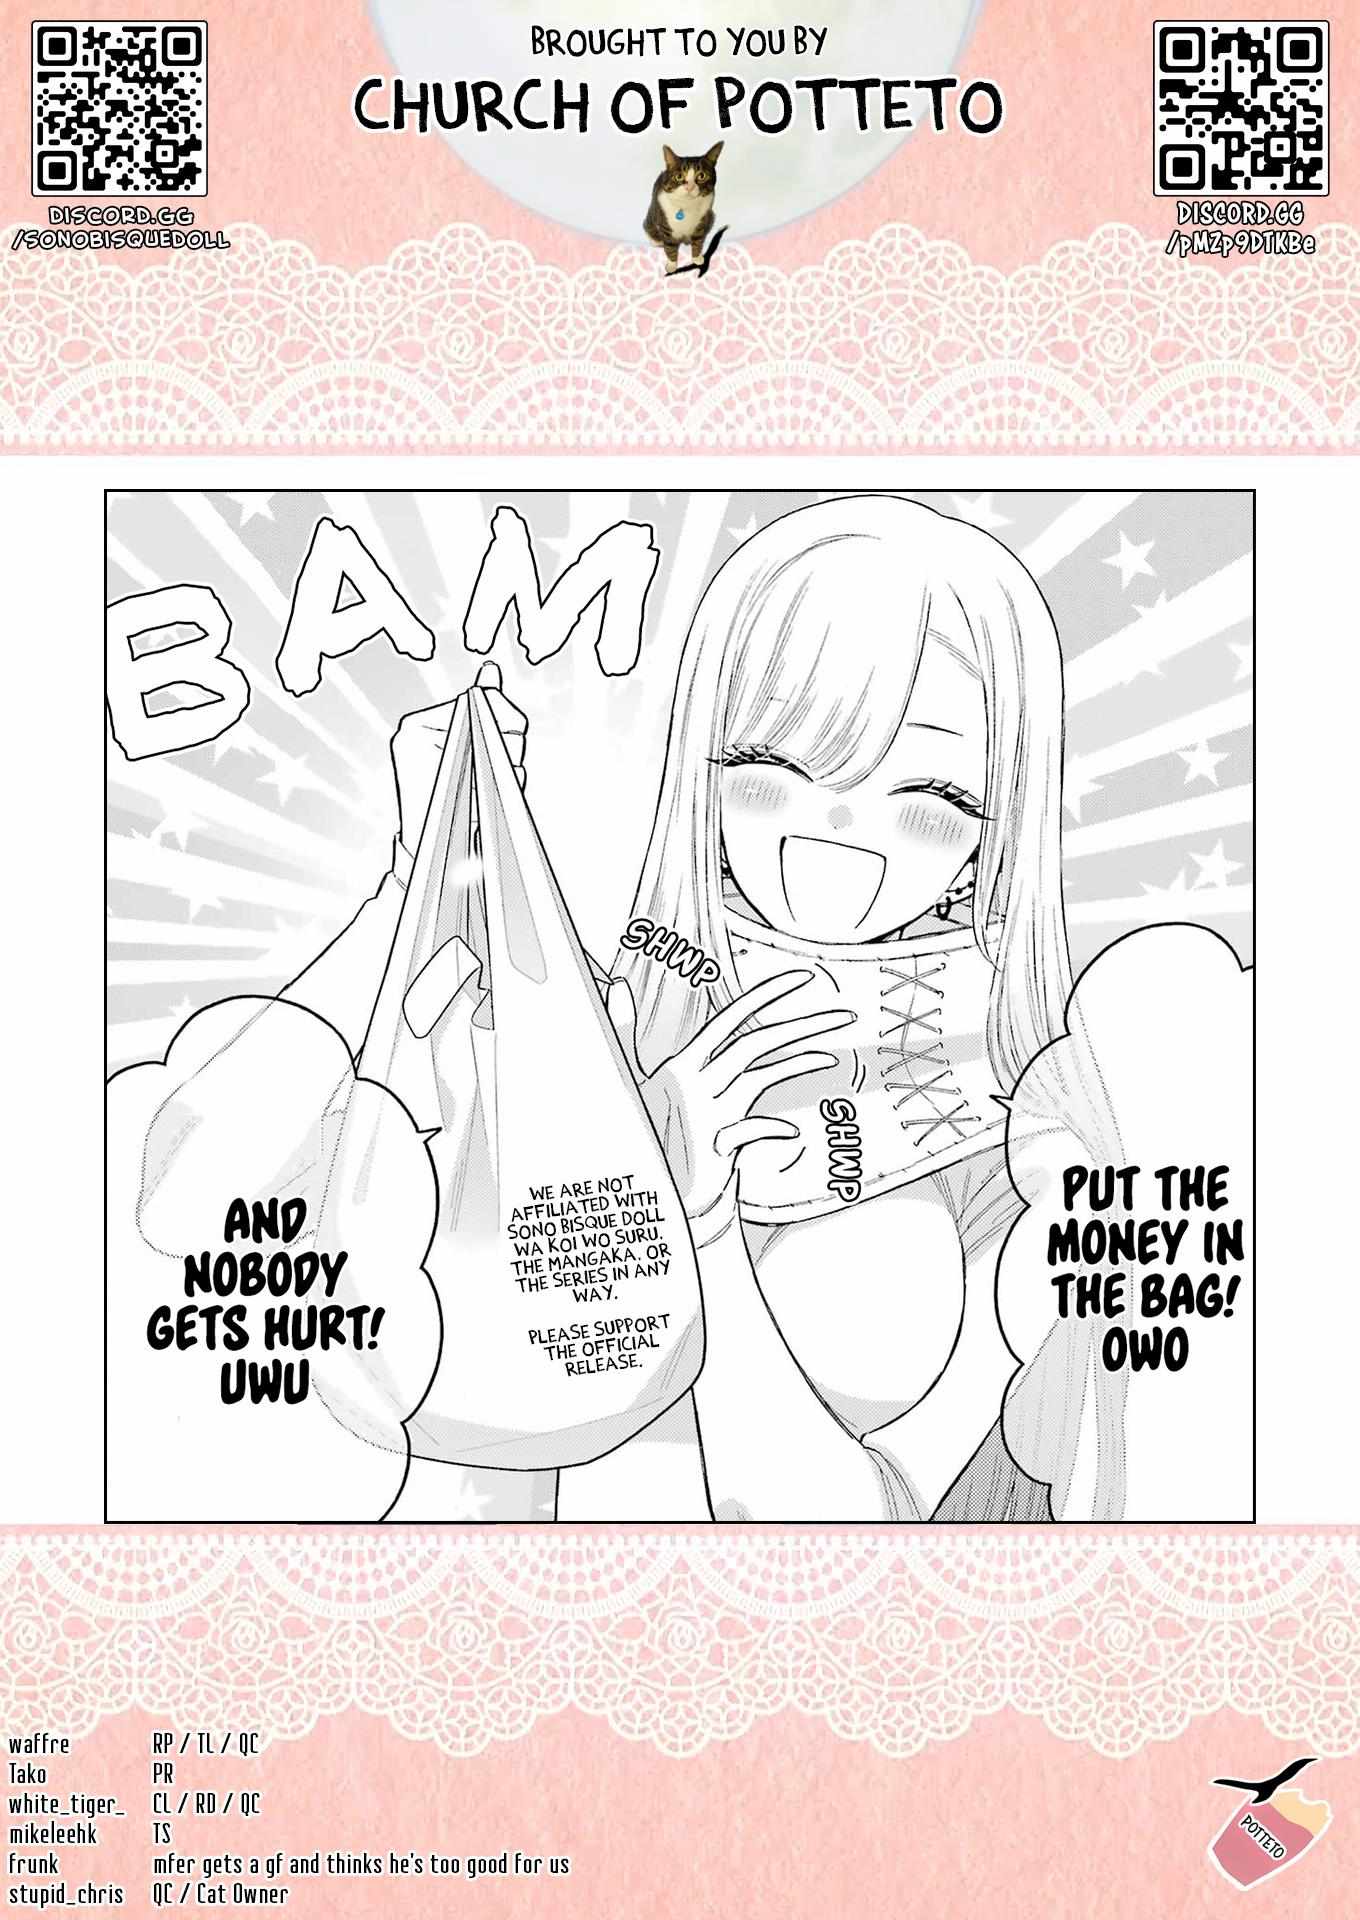 BROUGHT TO YOU BY
CHURCH OF POTTETO
DISCORD.GG
/SONOBISQUEDOLL
DISCORD.GG
/pMZp9DTKBe
BAM
SHWP
SHWP
PUT THE
MONEY IN
THE BAG!
OWO
WE ARE NOT
AFFILIATED WITH
SONO BISQUE DOLL
WA KOI WO SURU,
THE MANGAKA, OR
THE SERIES IN ANY
WAY.
PLEASE SUPPORT
THE OFFICIAL
RELEASE.
AND
NOBODY
GETS HURT!
UWU
waffre RP / TL / QC
Tako PR
white_tiger_ CL / RD / QC
mikeleehk TS
frunk mfer gets a gf and thinks he's too good for us
stupid_chris QC / Cat Owner
POTTETO